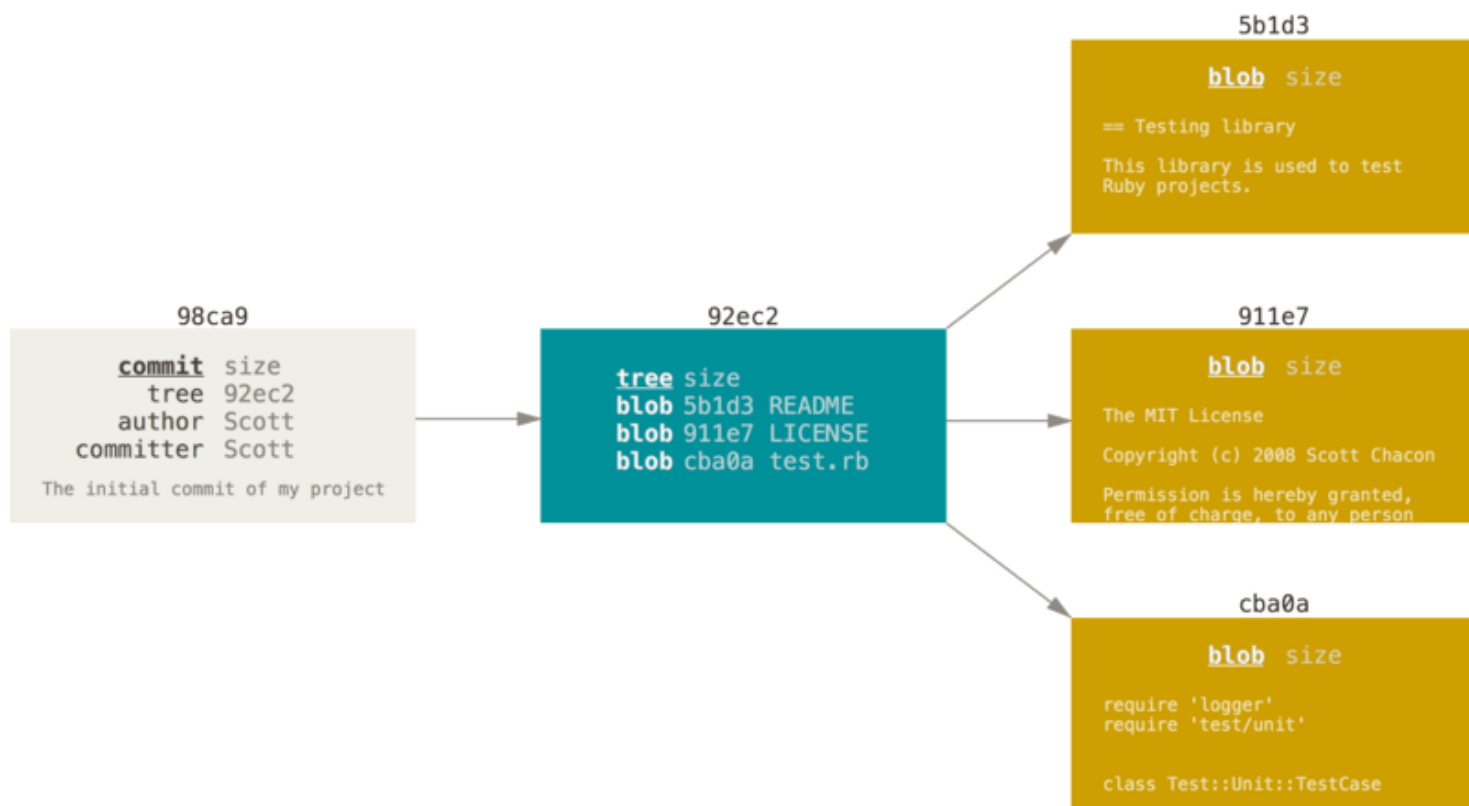 98ca9
commit size
tree 92ec2
author Scott
committer Scott
The initial commit of my project
92ec2
tree size
blob 5b1d3 README
blob 911e7 LICENSE
blob cba0a test.rb
5b1d3
blob size
== Testing library
This library is used to test
Ruby projects.
911e7
blob size
The MIT License
Copyright (c) 2008 Scott Chacon
Permission is hereby granted,
free of charge, to any person
cba0a
blob size
require 'logger'
require 'test/unit'
class Test::Unit::TestCase